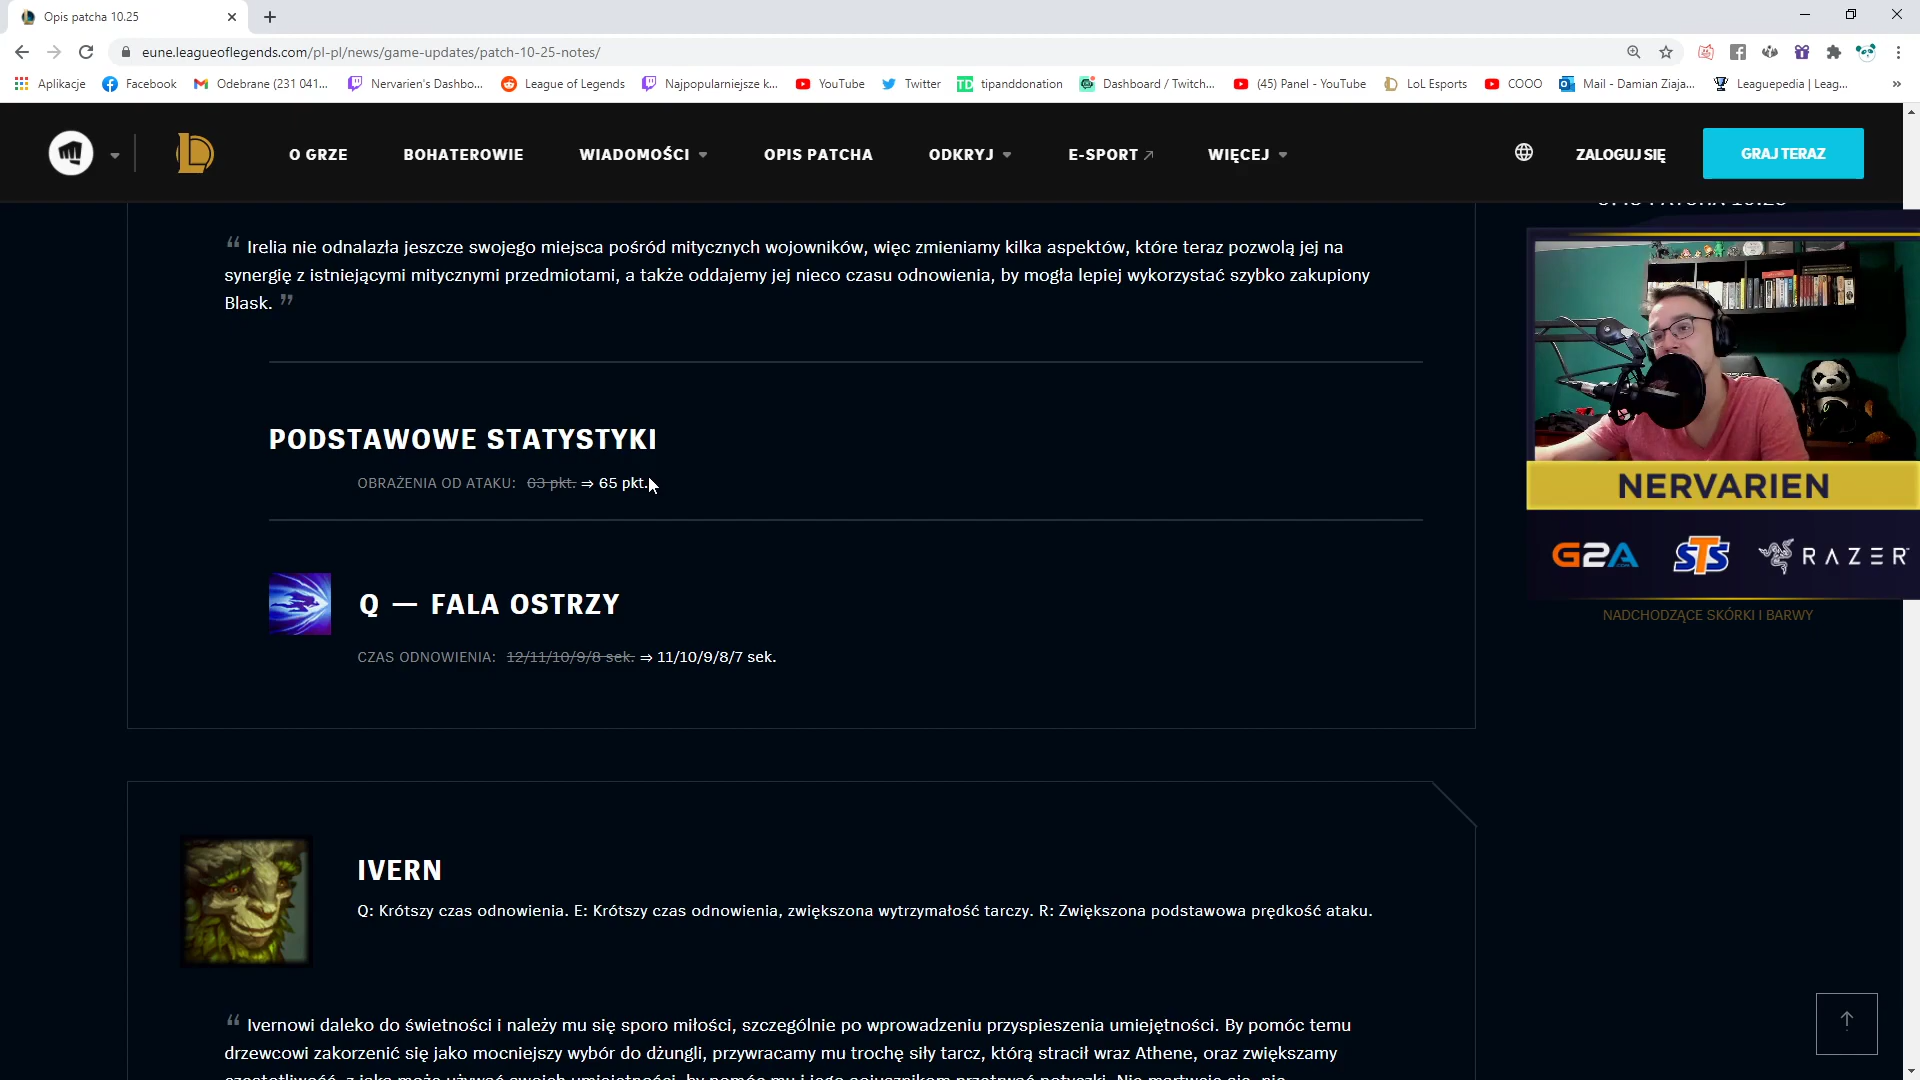 Opis patcha 10.25
eune.leagueoflegends.com/pl-pl/news/game-updates/patch-10-25-notes/
Aplikacje Facebook Odebrane (231 041... Nervarien's Dashbo... League of Legends Najpopularniejsze k... YouTube Twitter tipanddonation Dashboard / Twitch... (45) Panel - YouTube LoL Esports COOO Mail - Damian Ziaja... Leaguepedia | Leag... »
O GRZE BOHATEROWIE WIADOMOŚCI OPIS PATCHA ODKRYJ E-SPORT WIĘCEJ ZALOGUJ SIĘ GRAJ TERAZ
“ Irelia nie odnalazła jeszcze swojego miejsca pośród mitycznych wojowników, więc zmieniamy kilka aspektów, które teraz pozwolą jej na
synergię z istniejącymi mitycznymi przedmiotami, a także oddajemy jej nieco czasu odnowienia, by mogła lepiej wykorzystać szybko zakupiony
Blask. ”
PODSTAWOWE STATYSTYKI
OBRAŻENIA OD ATAKU: 63 pkt. ⇒ 65 pkt.
Q — FALA OSTRZY
CZAS ODNOWIENIA: 12/11/10/9/8 sek. ⇒ 11/10/9/8/7 sek.
IVERN
Q: Krótszy czas odnowienia. E: Krótszy czas odnowienia, zwiększona wytrzymałość tarczy. R: Zwiększona podstawowa prędkość ataku.
“ Ivernowi daleko do świetności i należy mu się sporo miłości, szczególnie po wprowadzeniu przyspieszenia umiejętności. By pomóc temu
drzewcowi zakorzenić się jako mocniejszy wybór do dżungli, przywracamy mu trochę siły tarcz, którą stracił wraz Athene, oraz zwiększamy
NERVARIEN
G2A STS RAZER
NADCHODZĄCE SKÓRKI I BARWY